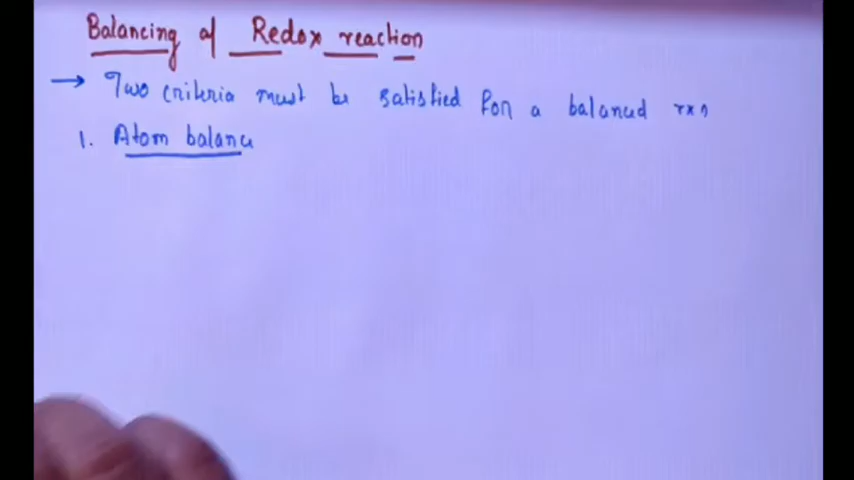 Balancing of Redox reaction
→ Two criteria must be satisfied for a balanced rxn
1. Atom balance